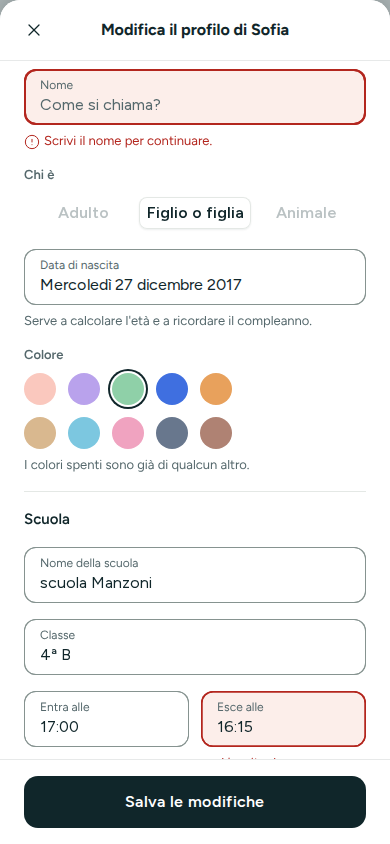 Modifica il profilo di Sofia
Nome
Come si chiama?
Scrivi il nome per continuare.
Chi è
Adulto
Figlio o figlia
Animale
Data di nascita
Mercoledì 27 dicembre 2017
Serve a calcolare l'età e a ricordare il compleanno.
Colore
I colori spenti sono già di qualcun altro.
Scuola
Nome della scuola
scuola Manzoni
Classe
4ª B
Entra alle
17:00
Esce alle
16:15
Salva le modifiche